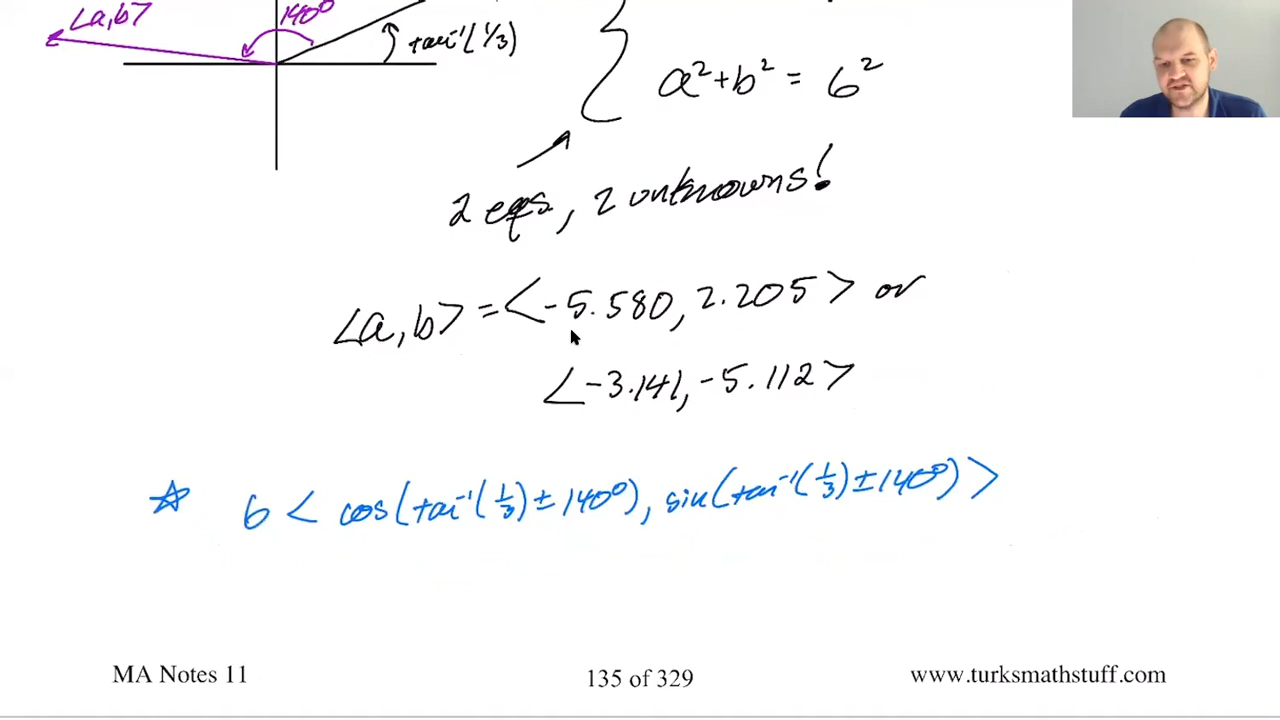 <a,b>
140°
tan⁻¹(1/3)
a²+b² = 6²
2 eqs, 2 unknowns!
<a,b> = <-5.580, 2.205> or
<-3.141, -5.112>
☆ 6 < cos(tan⁻¹(1/3)±140°), sin(tan⁻¹(1/3)±140°) >
MA Notes 11
135 of 329
www.turksmathstuff.com